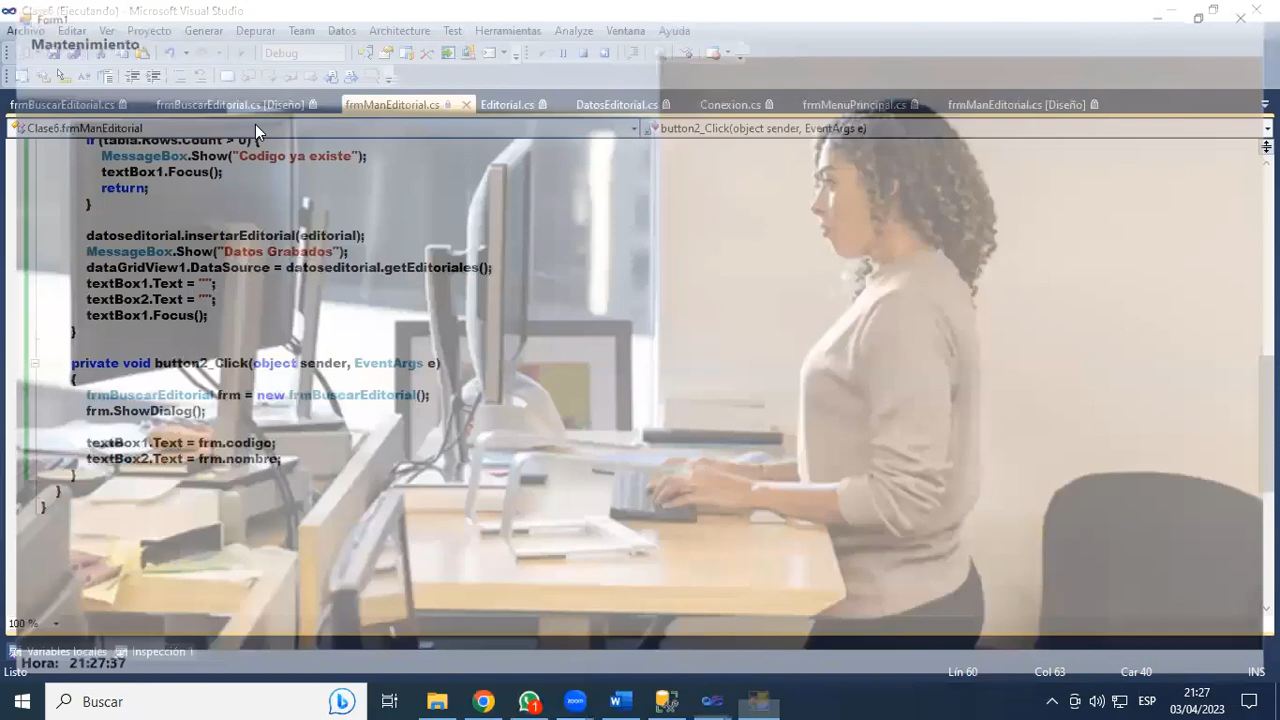 Clase6 (Ejecutando) - Microsoft Visual Studio
Form1
Archivo Editar Ver Proyecto Generar Depurar Team Datos Architecture Test Herramientas Analyze Ventana Ayuda
Mantenimiento
Debug
frmBuscarEditorial.cs frmBuscarEditorial.cs [Diseño] frmManEditorial.cs Editorial.cs DatosEditorial.cs Conexion.cs frmMenuPrincipal.cs frmManEditorial.cs [Diseño]
Clase6.frmManEditorial button2_Click(object sender, EventArgs e)
if (tabla.Rows.Count > 0) {
MessageBox.Show("Codigo ya existe");
textBox1.Focus();
return;
}
datoseditorial.insertarEditorial(editorial);
MessageBox.Show("Datos Grabados");
dataGridView1.DataSource = datoseditorial.getEditoriales();
textBox1.Text = "";
textBox2.Text = "";
textBox1.Focus();
}
private void button2_Click(object sender, EventArgs e)
{
frmBuscarEditorial frm = new frmBuscarEditorial();
frm.ShowDialog();
textBox1.Text = frm.codigo;
textBox2.Text = frm.nombre;
}
}
}
100 %
Variables locales Inspección 1
Hora: 21:27:37
Listo Lín 60 Col 63 Car 40 INS
Buscar ESP 21:27
03/04/2023